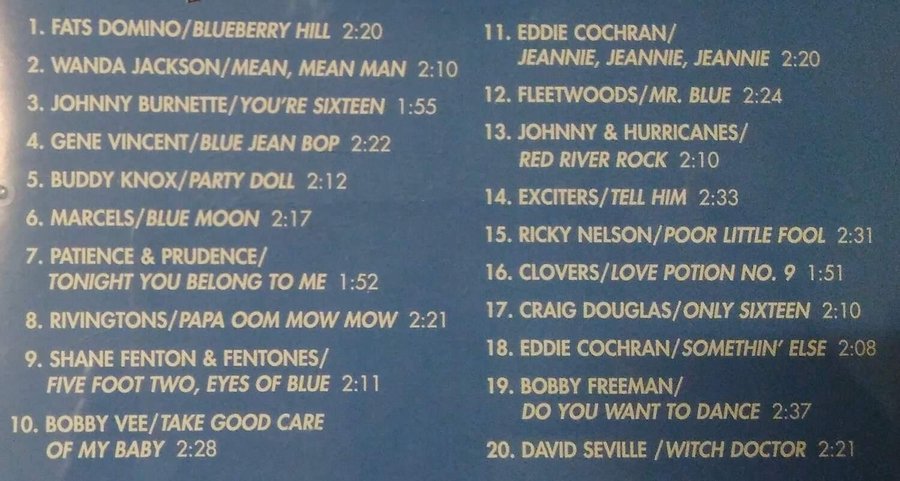 1. FATS DOMINO/BLUEBERRY HILL 2:20
2. WANDA JACKSON/MEAN, MEAN MAN 2:10
3. JOHNNY BURNETTE/YOU'RE SIXTEEN 1:55
4. GENE VINCENT/BLUE JEAN BOP 2:22
5. BUDDY KNOX/PARTY DOLL 2:12
6. MARCELS/BLUE MOON 2:17
7. PATIENCE & PRUDENCE/
TONIGHT YOU BELONG TO ME 1:52
8. RIVINGTONS/PAPA OOM MOW MOW 2:21
9. SHANE FENTON & FENTONES/
FIVE FOOT TWO, EYES OF BLUE 2:11
10. BOBBY VEE/TAKE GOOD CARE
OF MY BABY 2:28
11. EDDIE COCHRAN/
JEANNIE, JEANNIE, JEANNIE 2:20
12. FLEETWOODS/MR. BLUE 2:24
13. JOHNNY & HURRICANES/
RED RIVER ROCK 2:10
14. EXCITERS/TELL HIM 2:33
15. RICKY NELSON/POOR LITTLE FOOL 2:31
16. CLOVERS/LOVE POTION NO. 9 1:51
17. CRAIG DOUGLAS/ONLY SIXTEEN 2:10
18. EDDIE COCHRAN/SOMETHIN' ELSE 2:08
19. BOBBY FREEMAN/
DO YOU WANT TO DANCE 2:37
20. DAVID SEVILLE /WITCH DOCTOR 2:21